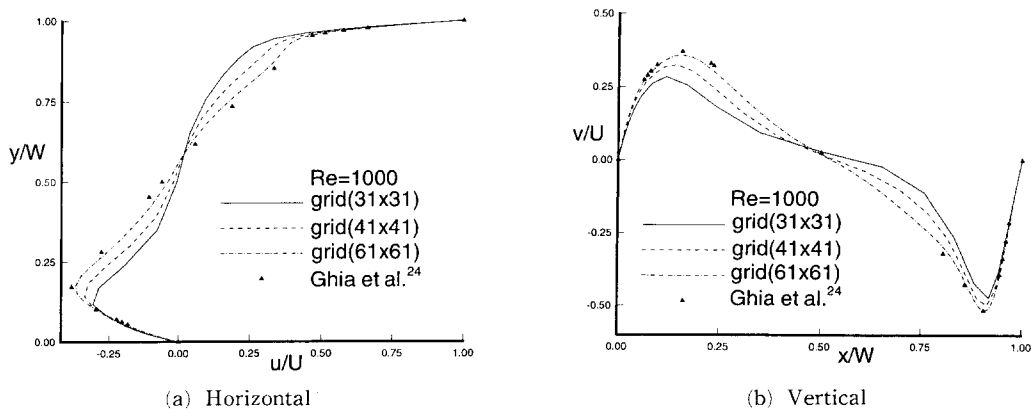 1.00
0.75
y/W
0.50
0.25
0.00
-0.25
0.00
0.25
0.50
0.75
1.00
u/U
Re=1000
grid(31x31)
grid(41x41)
grid(61x61)
Ghia et al.24
(a) Horizontal
0.50
0.25
v/U
0.00
-0.25
-0.50
0.00
0.25
0.50
0.75
1.00
x/W
Re=1000
grid(31x31)
grid(41x41)
grid(61x61)
Ghia et al.24
(b) Vertical